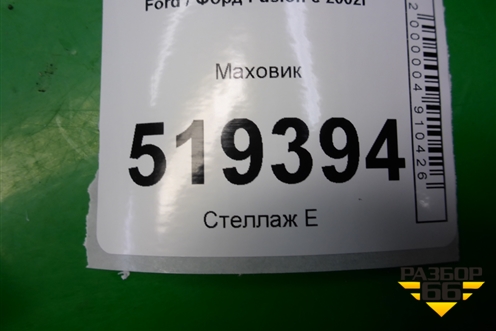 Ford / Форд Fusion с 2002г
Маховик
519394
Стеллаж Е
2000004910426
РАЗБОР
66